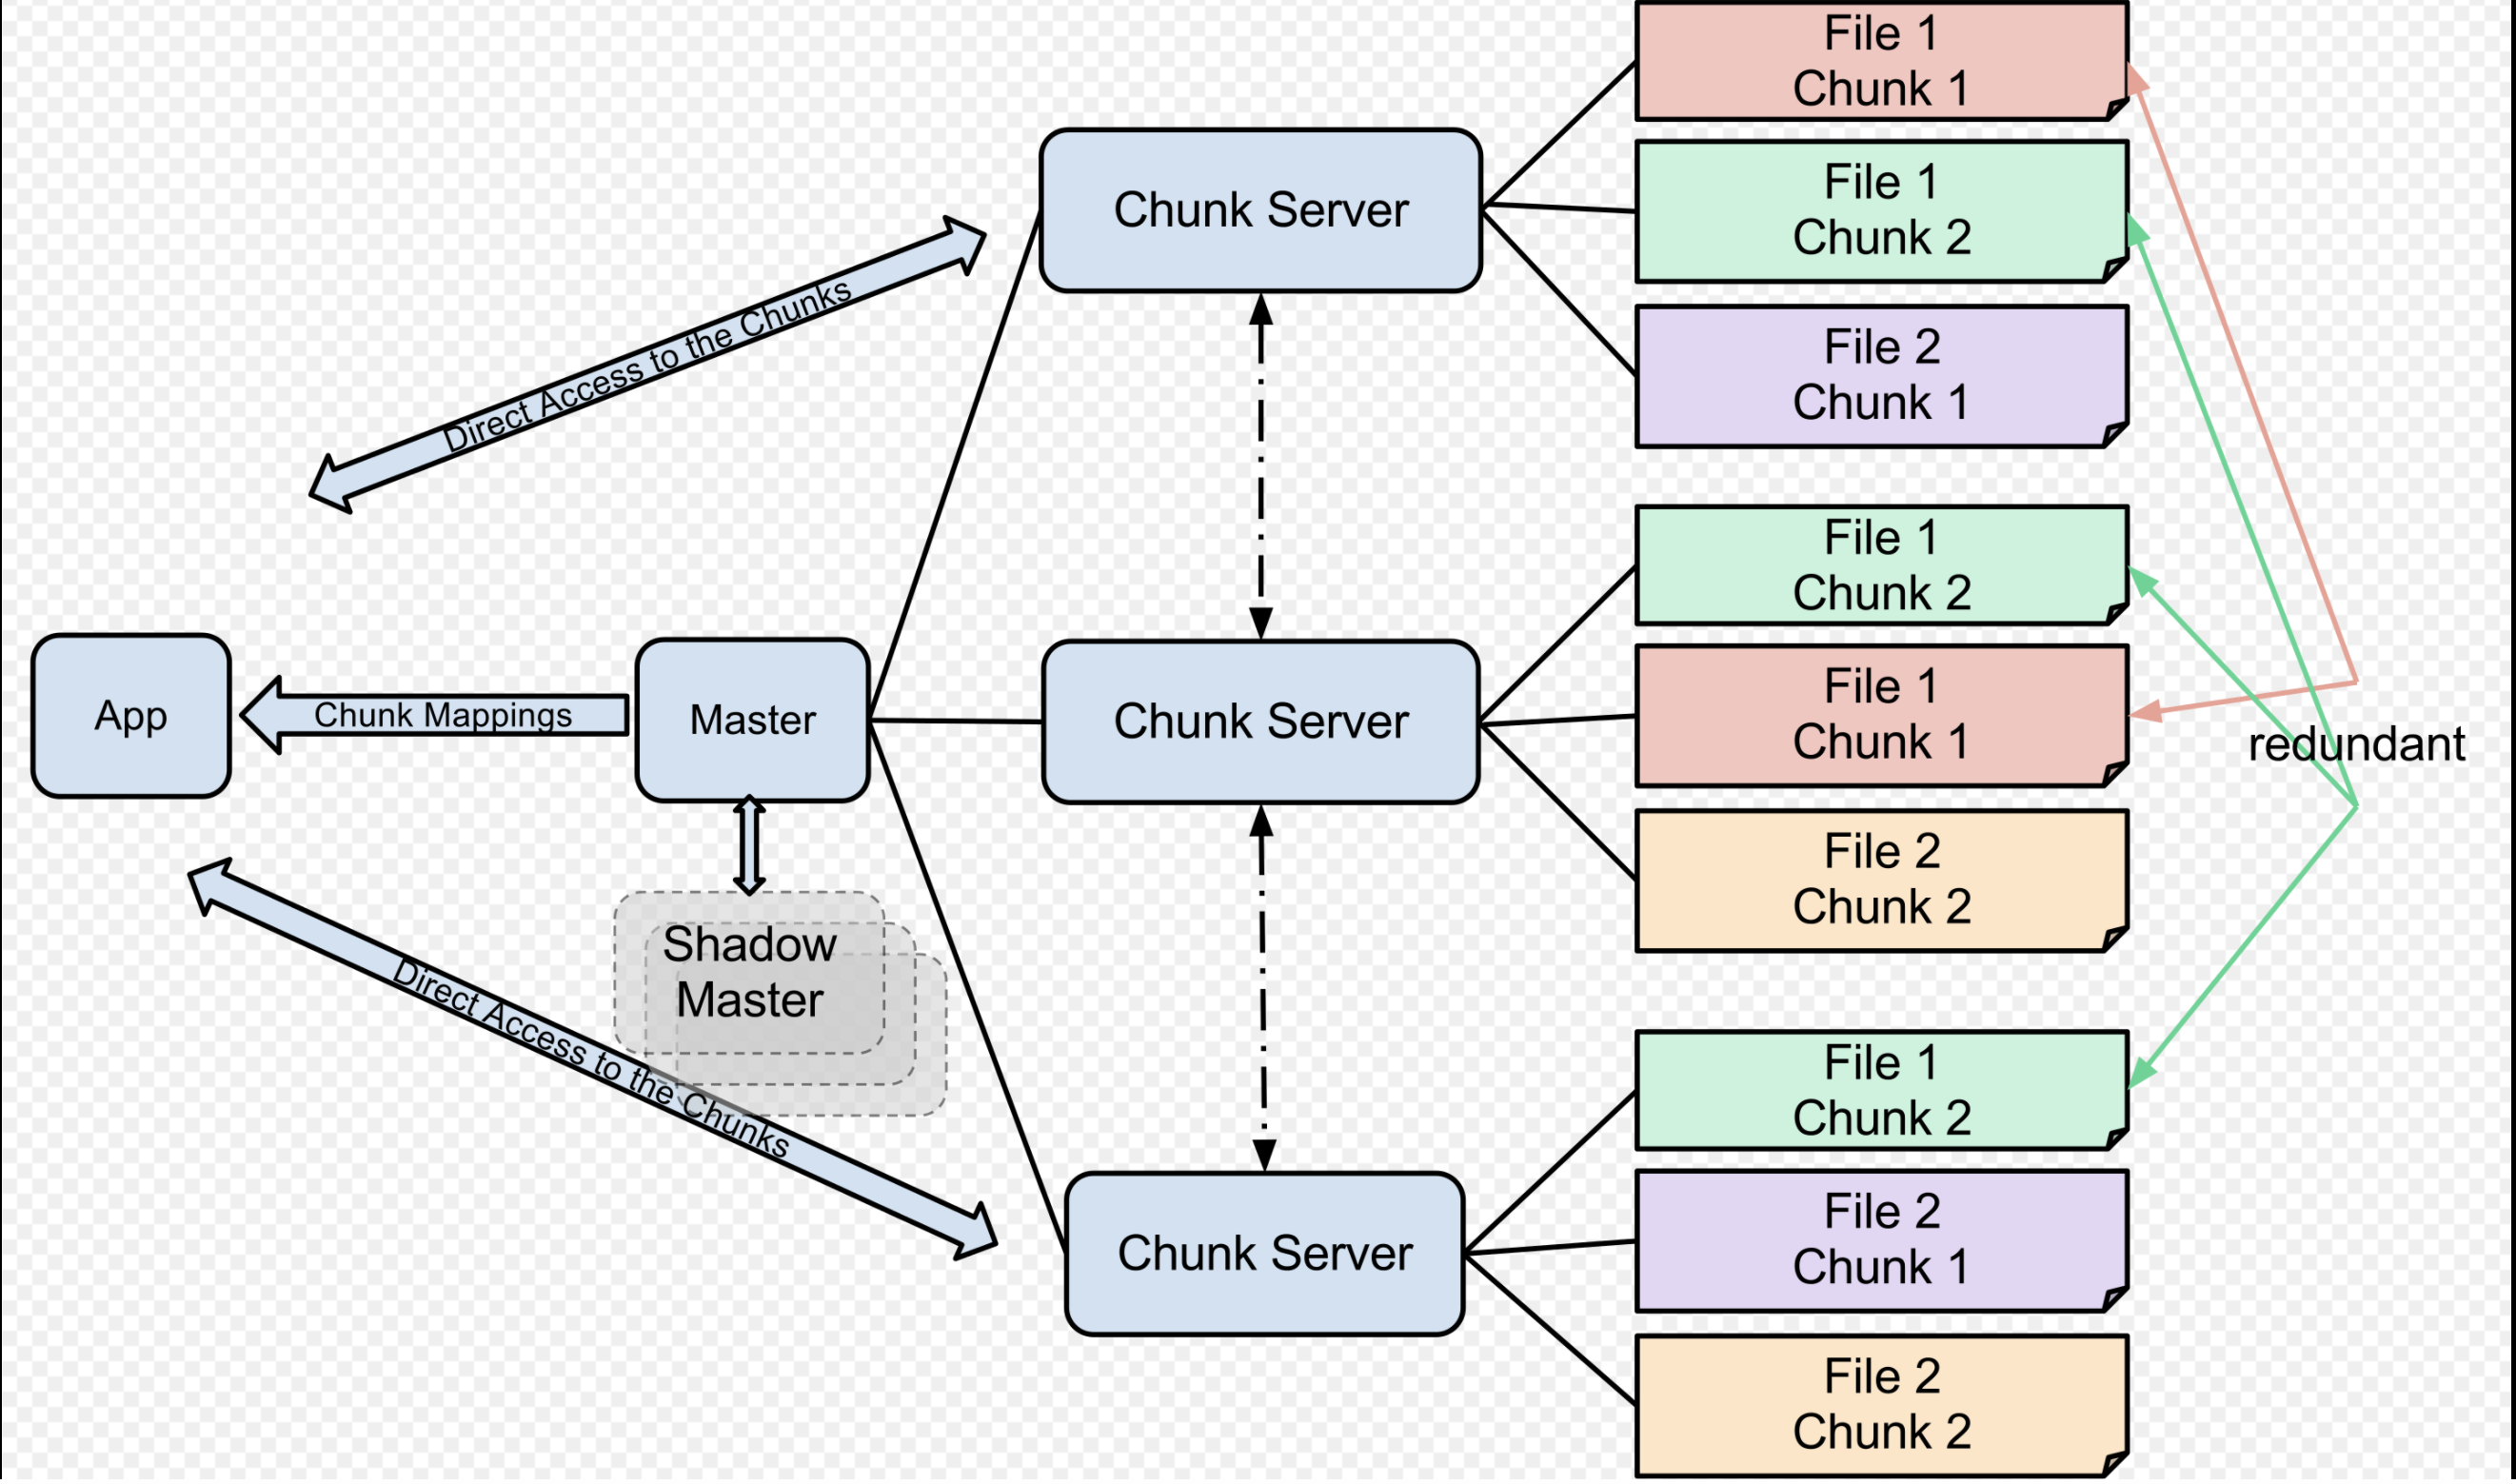 File 1
Chunk 1
File 1
Chunk 2
File 2
Chunk 1
Chunk Server
Direct Access to the Chunks
File 1
Chunk 2
File 1
Chunk 1
File 2
Chunk 2
App
Chunk Mappings
Master
Chunk Server
redundant
Shadow
Master
Direct Access to the Chunks
File 1
Chunk 2
File 2
Chunk 1
File 2
Chunk 2
Chunk Server